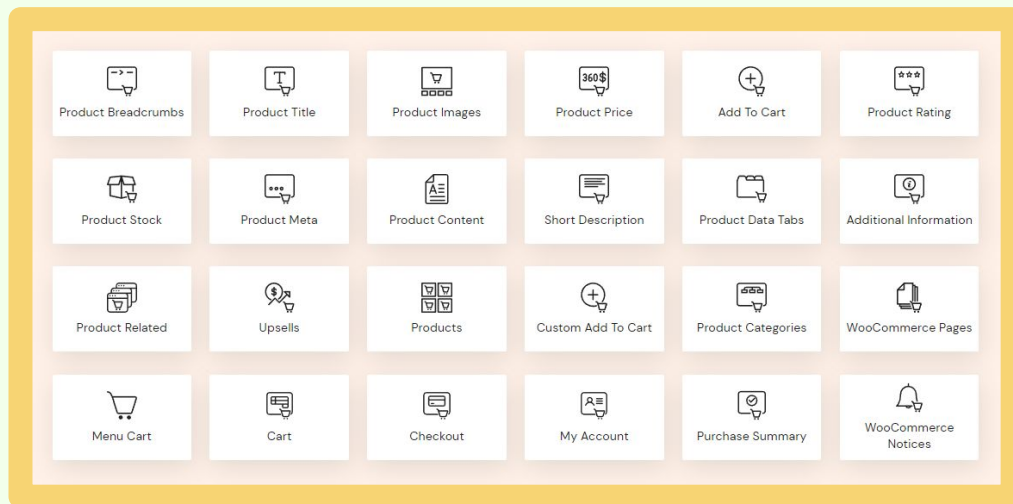 Product Breadcrumbs
T
Product Title
Product Images
360$
Product Price
Add To Cart
Product Rating
Product Stock
Product Meta
A
Product Content
Short Description
Product Data Tabs
i
Additional Information
Product Related
$
Upsells
Products
Custom Add To Cart
Product Categories
WooCommerce Pages
Menu Cart
Cart
Checkout
My Account
Purchase Summary
WooCommerce
Notices